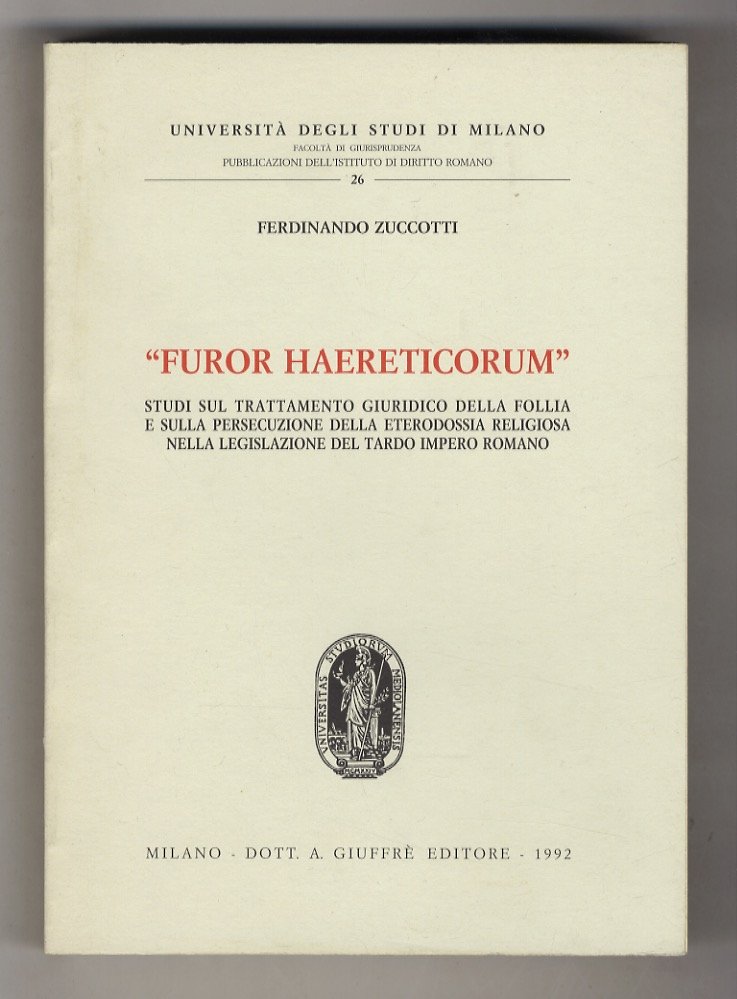 UNIVERSITÀ DEGLI STUDI DI MILANO
FACOLTÀ DI GIURISPRUDENZA
PUBBLICAZIONI DELL'ISTITUTO DI DIRITTO ROMANO
26
FERDINANDO ZUCCOTTI
“FUROR HAERETICORUM”
STUDI SUL TRATTAMENTO GIURIDICO DELLA FOLLIA
E SULLA PERSECUZIONE DELLA ETERODOSSIA RELIGIOSA
NELLA LEGISLAZIONE DEL TARDO IMPERO ROMANO
UNIVERSITAS STUDIORVM MEDIOLANENSIS
MILANO - DOTT. A. GIUFFRÈ EDITORE - 1992